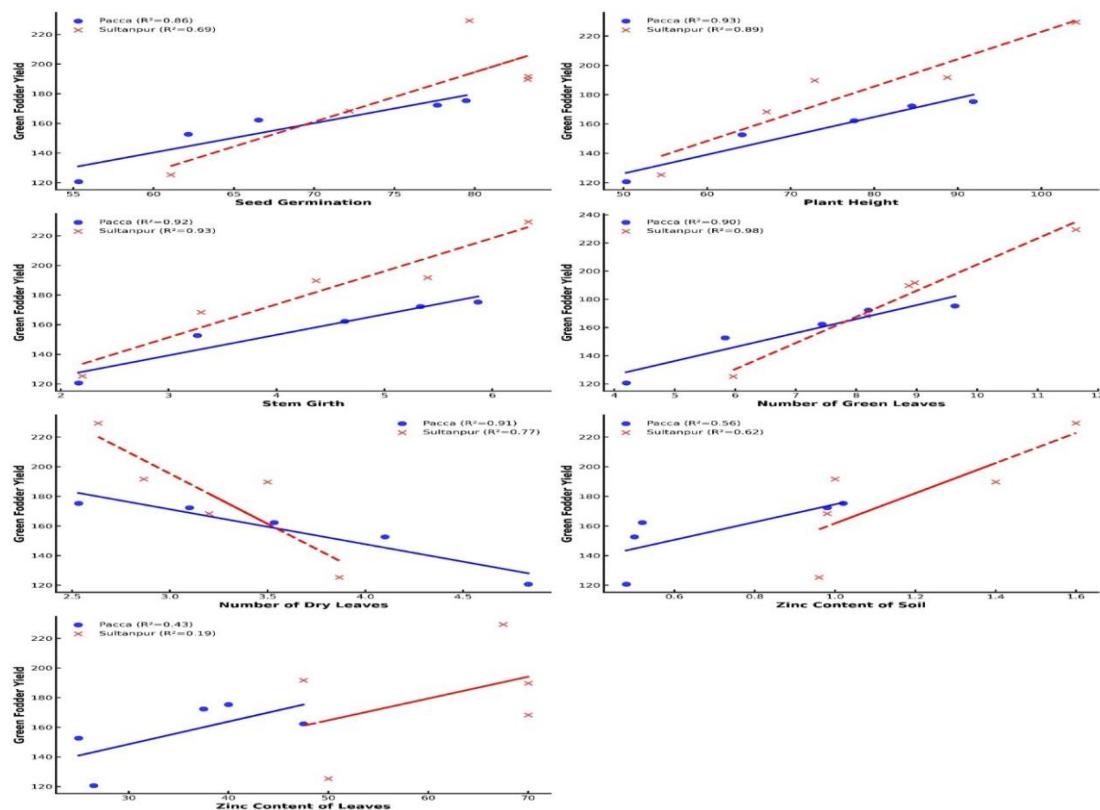 Pacca (R²=0.86)
Sultanpur (R²=0.69)
Green Fodder Yield
220
200
180
160
140
120
55 60 65 70 75 80
Seed Germination
Pacca (R²=0.93)
Sultanpur (R²=0.89)
Green Fodder Yield
220
200
180
160
140
120
50 60 70 80 90 100
Plant Height
Pacca (R²=0.92)
Sultanpur (R²=0.93)
Green Fodder Yield
220
200
180
160
140
120
2 3 4 5 6
Stem Girth
Pacca (R²=0.90)
Sultanpur (R²=0.98)
Green Fodder Yield
240
220
200
180
160
140
120
4 5 6 7 8 9 10 11 12
Number of Green Leaves
Pacca (R²=0.91)
Sultanpur (R²=0.77)
Green Fodder Yield
220
200
180
160
140
120
2.5 3.0 3.5 4.0 4.5
Number of Dry Leaves
Pacca (R²=0.56)
Sultanpur (R²=0.62)
Green Fodder Yield
220
200
180
160
140
120
0.6 0.8 1.0 1.2 1.4 1.6
Zinc Content of Soil
Pacca (R²=0.43)
Sultanpur (R²=0.19)
Green Fodder Yield
220
200
180
160
140
120
30 40 50 60 70
Zinc Content of Leaves